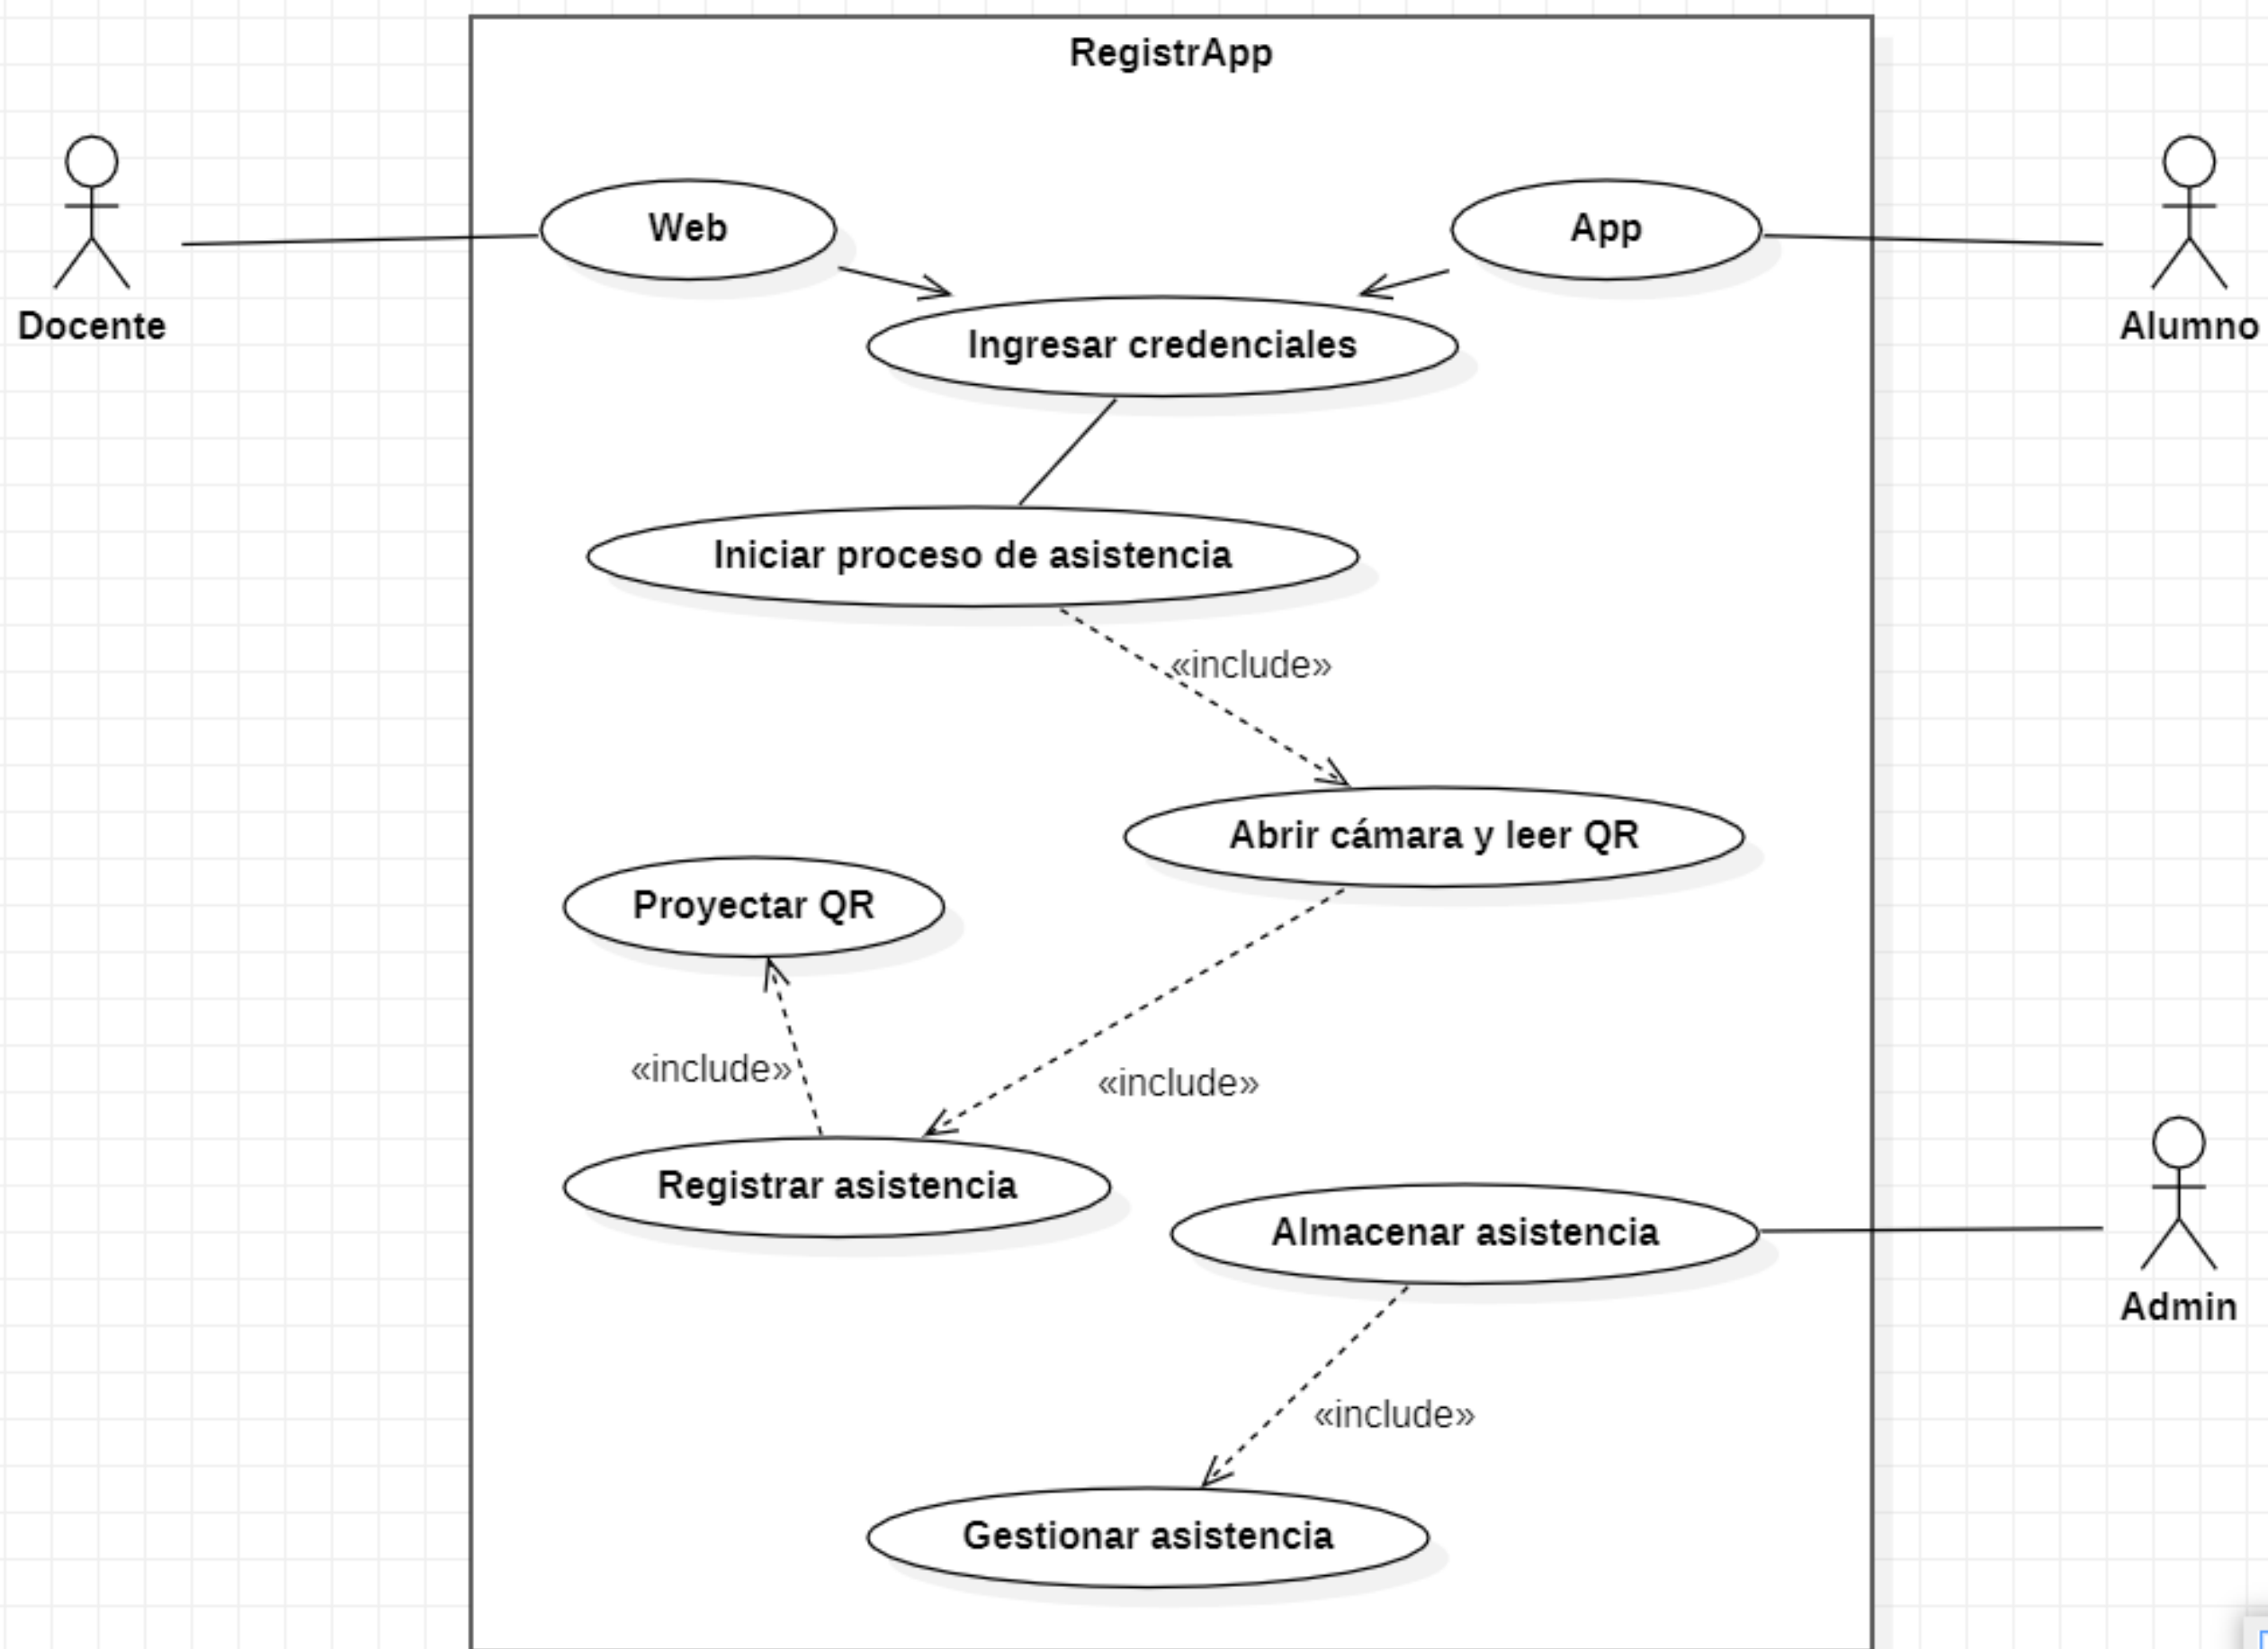 RegistrApp
Web
App
Docente
Alumno
Ingresar credenciales
Iniciar proceso de asistencia
«include»
Abrir cámara y leer QR
Proyectar QR
«include»
«include»
Registrar asistencia
Almacenar asistencia
Admin
«include»
Gestionar asistencia